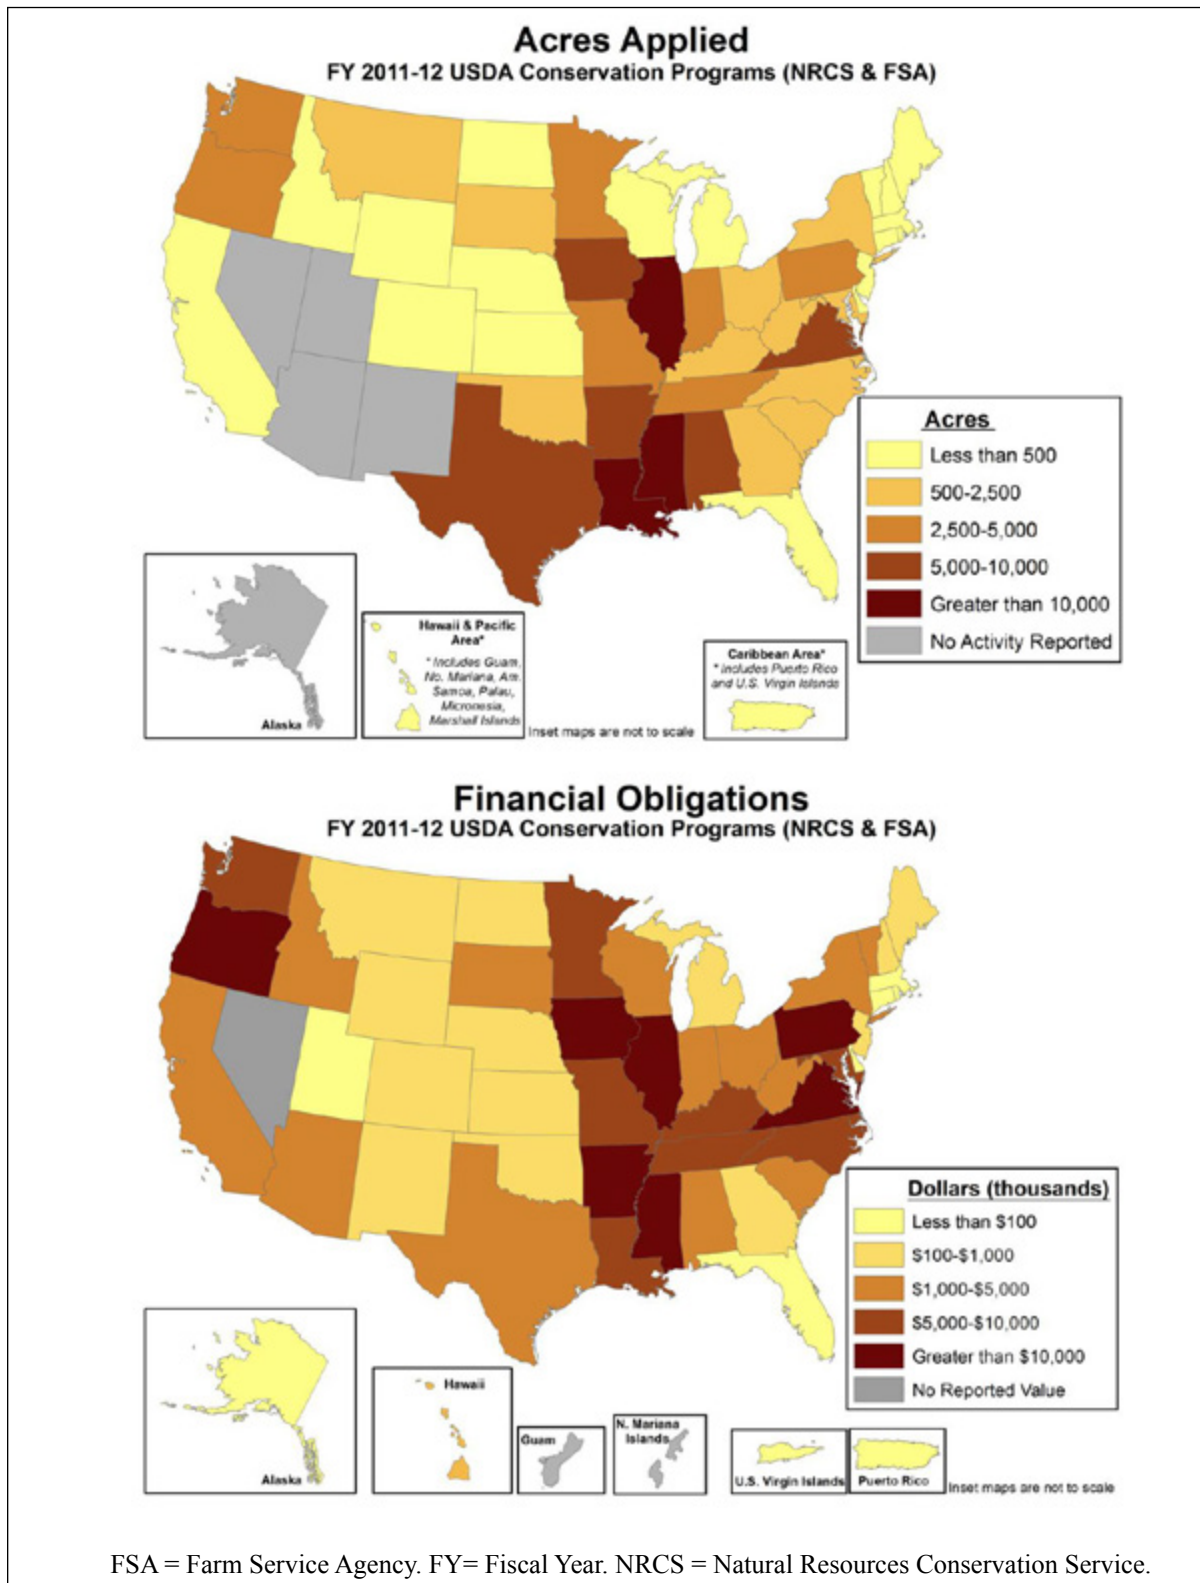 Acres Applied
FY 2011-12 USDA Conservation Programs (NRCS & FSA)
Acres
Less than 500
500-2,500
2,500-5,000
5,000-10,000
Greater than 10,000
No Activity Reported
Alaska
Hawaii & Pacific
Area*
* Includes Guam,
No. Mariana, Am.
Samoa, Palau,
Micronesia,
Marshall Islands
Inset maps are not to scale
Caribbean Area*
* Includes Puerto Rico
and U.S. Virgin Islands
Financial Obligations
FY 2011-12 USDA Conservation Programs (NRCS & FSA)
Dollars (thousands)
Less than $100
$100-$1,000
$1,000-$5,000
$5,000-$10,000
Greater than $10,000
No Reported Value
Alaska
Hawaii
Guam
N. Mariana
Islands
U.S. Virgin Islands
Puerto Rico
Inset maps are not to scale
FSA = Farm Service Agency. FY= Fiscal Year. NRCS = Natural Resources Conservation Service.